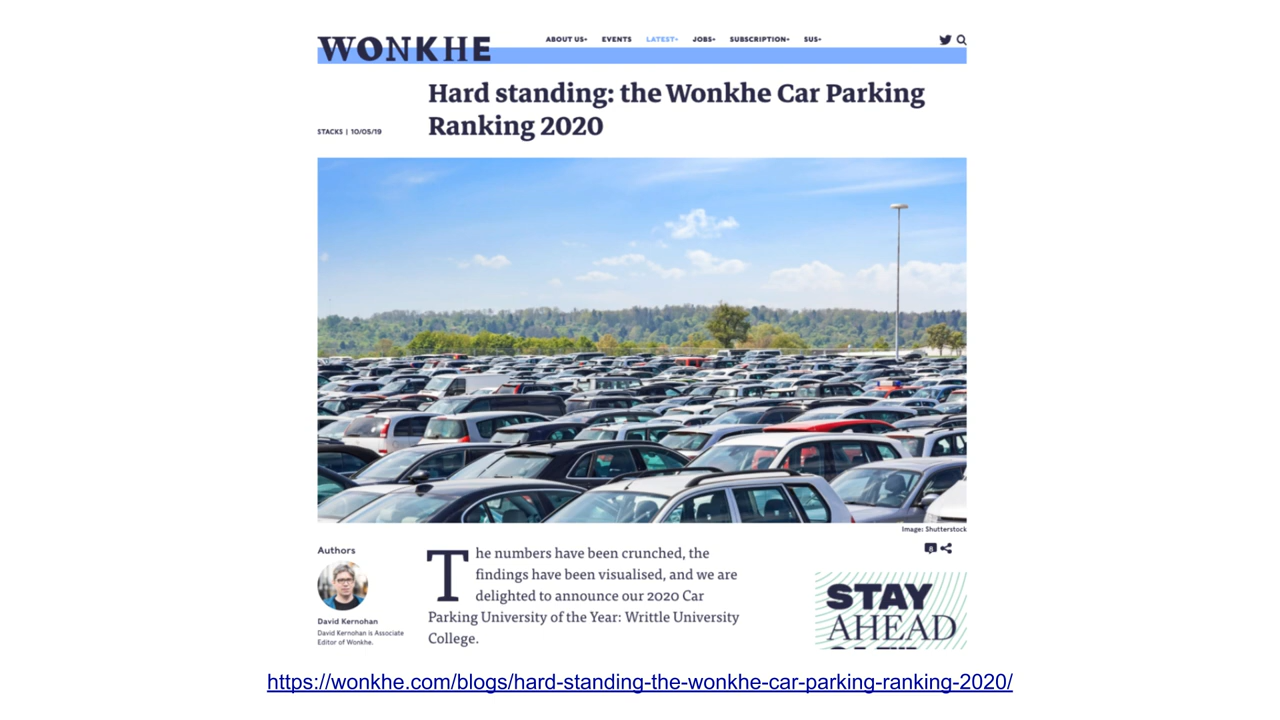 WONKHE
ABOUT US+ EVENTS LATEST+ JOBS+ SUBSCRIPTION+ SUS+
Hard standing: the Wonkhe Car Parking
Ranking 2020
STACKS | 10/05/19
Image: Shutterstock
Authors
David Kernohan
David Kernohan is Associate
Editor of Wonkhe.
The numbers have been crunched, the
findings have been visualised, and we are
delighted to announce our 2020 Car
Parking University of the Year: Writtle University
College.
STAY
AHEAD
https://wonkhe.com/blogs/hard-standing-the-wonkhe-car-parking-ranking-2020/